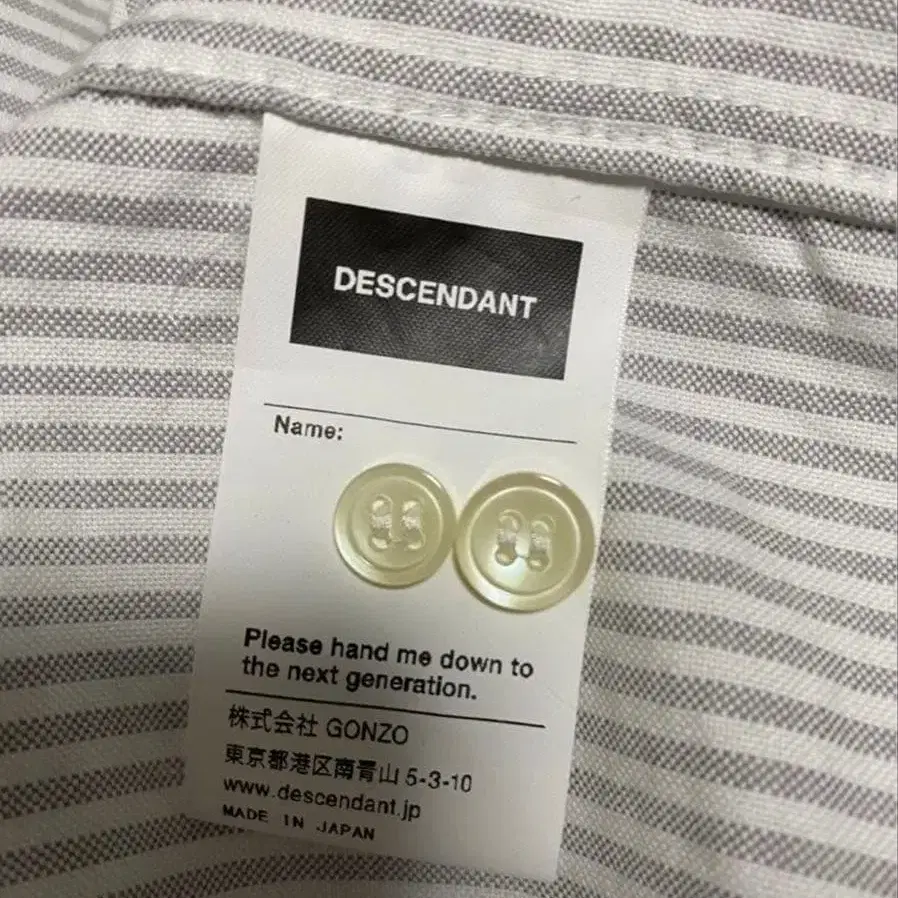 DESCENDANT
Name:
Please hand me down to
the next generation.
株式会社 GONZO
東京都港区南青山 5-3-10
www.descendant.jp
MADE IN JAPAN